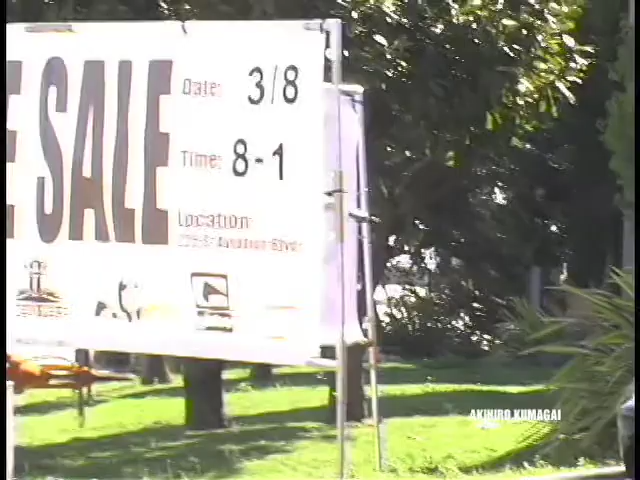 E SALE
Date: 3/8
Time: 8-1
Location:
AKIHIRO KUMAGAI